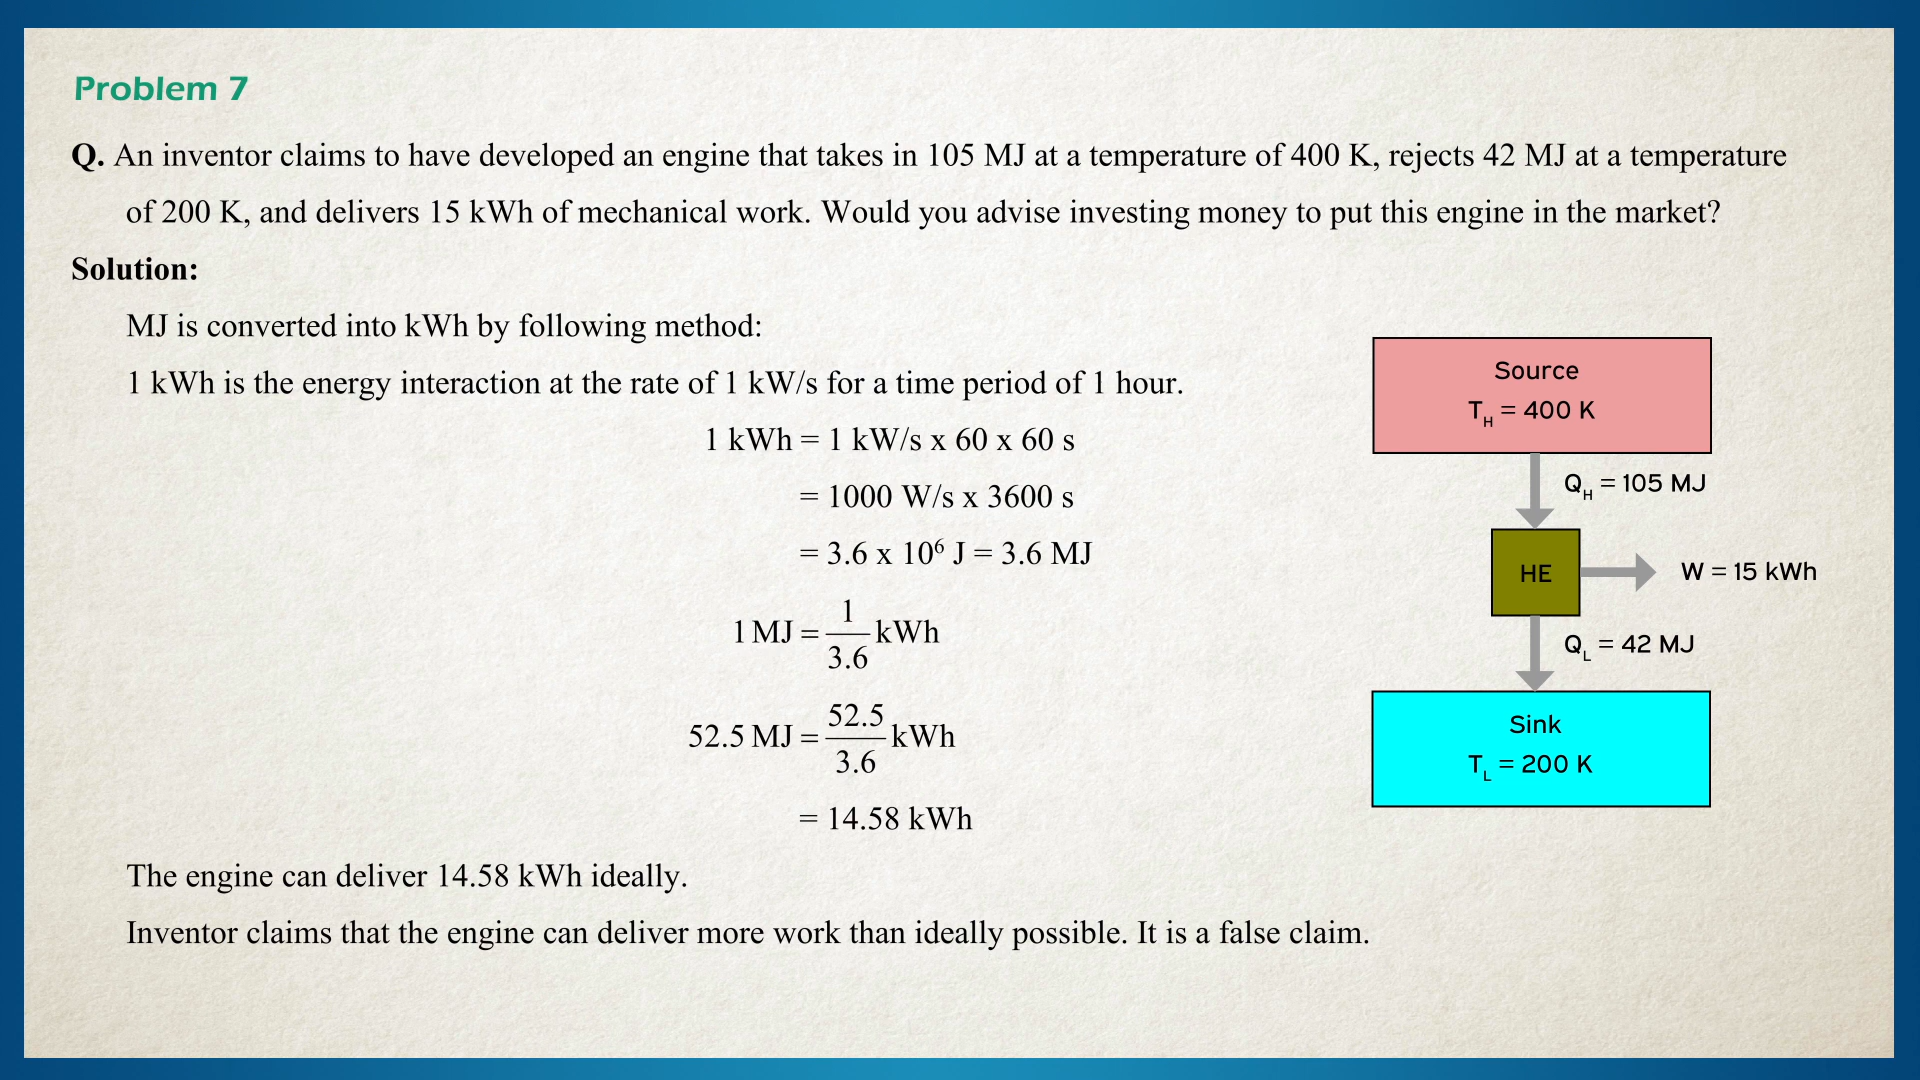 Problem 7
Q. An inventor claims to have developed an engine that takes in 105 MJ at a temperature of 400 K, rejects 42 MJ at a temperature
of 200 K, and delivers 15 kWh of mechanical work. Would you advise investing money to put this engine in the market?
Solution:
MJ is converted into kWh by following method:
1 kWh is the energy interaction at the rate of 1 kW/s for a time period of 1 hour.
1 kWh = 1 kW/s x 60 x 60 s
= 1000 W/s x 3600 s
= 3.6 x 10⁶ J = 3.6 MJ
1 MJ = 1/3.6 kWh
52.5 MJ = 52.5/3.6 kWh
= 14.58 kWh
The engine can deliver 14.58 kWh ideally.
Inventor claims that the engine can deliver more work than ideally possible. It is a false claim.
Source
T_H = 400 K
Q_H = 105 MJ
HE
W = 15 kWh
Q_L = 42 MJ
Sink
T_L = 200 K